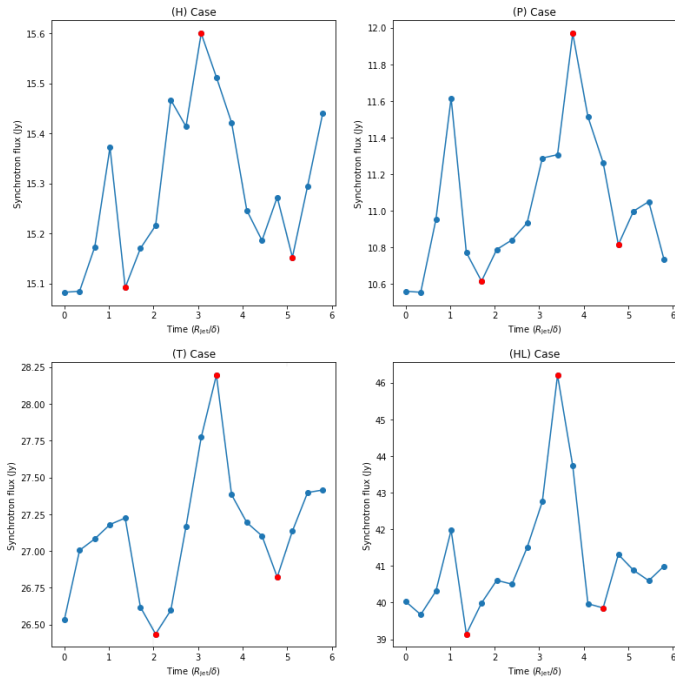 (H) Case
15.6
15.5
15.4
15.3
15.2
15.1
Synchrotron flux (Jy)
0 1 2 3 4 5 6
Time (R_jet/δ)
(P) Case
12.0
11.8
11.6
11.4
11.2
11.0
10.8
10.6
Synchrotron flux (Jy)
0 1 2 3 4 5 6
Time (R_jet/δ)
(T) Case
28.25
28.00
27.75
27.50
27.25
27.00
26.75
26.50
Synchrotron flux (Jy)
0 1 2 3 4 5 6
Time (R_jet/δ)
(HL) Case
46
45
44
43
42
41
40
39
Synchrotron flux (Jy)
0 1 2 3 4 5 6
Time (R_jet/δ)